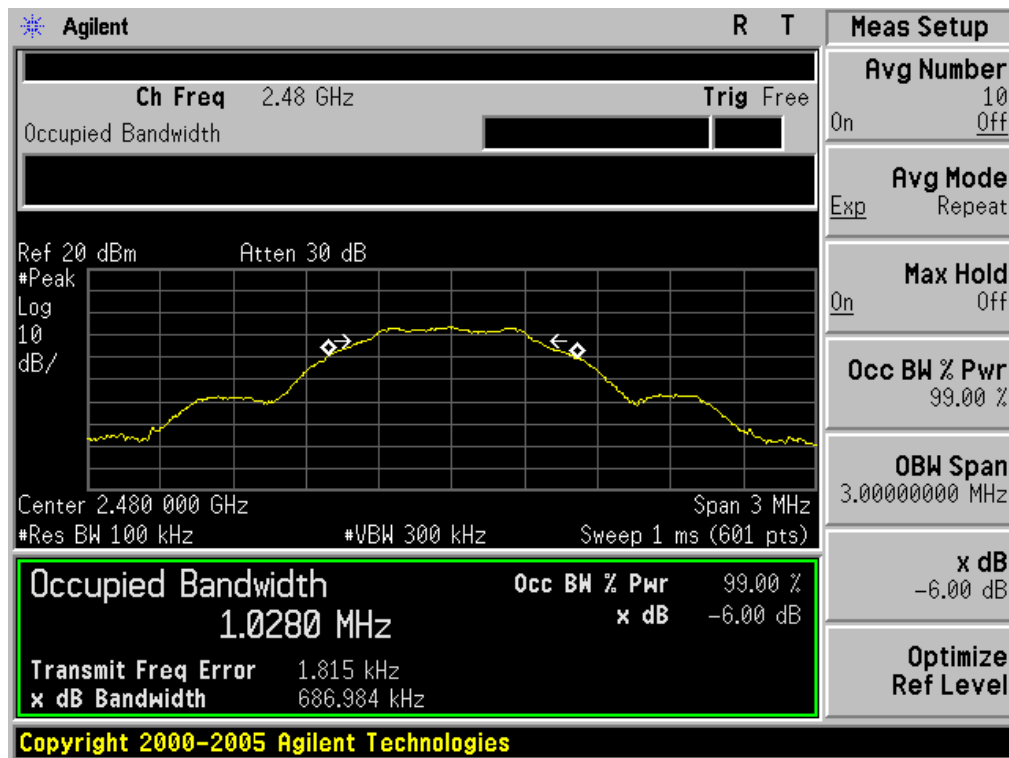 Agilent
R T
Ch Freq 2.48 GHz
Trig Free
Occupied Bandwidth
Ref 20 dBm
Atten 30 dB
#Peak
Log
10
dB/
Center 2.480 000 GHz
Span 3 MHz
#Res BW 100 kHz
#VBW 300 kHz
Sweep 1 ms (601 pts)
Occupied Bandwidth
1.0280 MHz
Occ BW % Pwr 99.00 %
x dB -6.00 dB
Transmit Freq Error 1.815 kHz
x dB Bandwidth 686.984 kHz
Copyright 2000-2005 Agilent Technologies
Meas Setup
Avg Number
10
On Off
Avg Mode
Exp Repeat
Max Hold
On Off
Occ BW % Pwr
99.00 %
OBW Span
3.00000000 MHz
x dB
-6.00 dB
Optimize
Ref Level